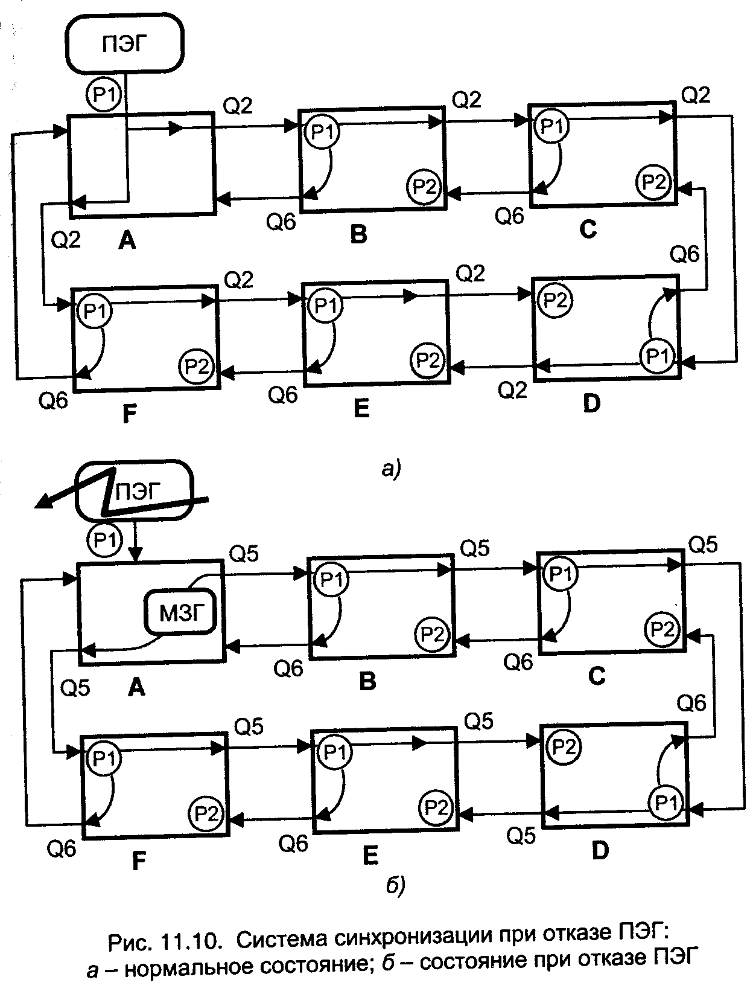 ПЭГ
P1
Q2 Q2 Q2
P1 P1
P2 P2
Q6 Q6
Q2 A B C
Q6
Q2 Q2
P1 P1 P2
P2 P2 P1
Q6 Q6 Q2
F E D
а)
ПЭГ
P1
Q5 Q5 Q5
P1 P1
МЗГ
P2 P2
Q6 Q6
Q5 A B C
Q6
Q5 Q5
P1 P1 P2
P2 P2 P1
Q6 Q6 Q5
F E D
б)
Рис. 11.10. Система синхронизации при отказе ПЭГ:
а – нормальное состояние; б – состояние при отказе ПЭГ